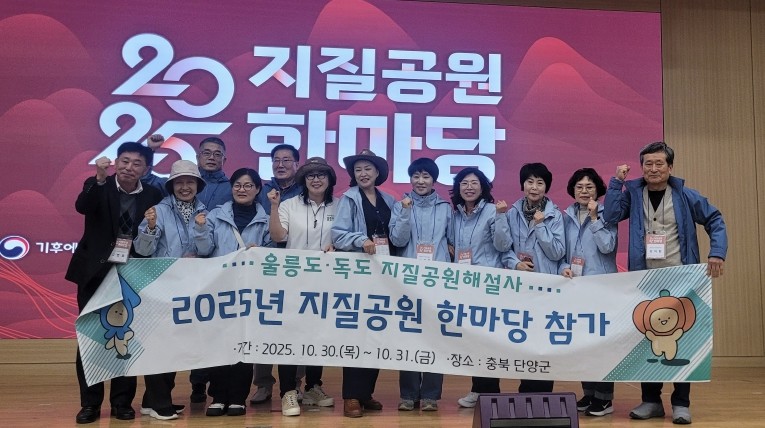 2025 지질공원
한마당
기후에
울릉도·독도 지질공원해설사
2025년 지질공원 한마당 참가
기간 : 2025. 10. 30.(목) ~ 10. 31.(금) ·장소 : 충북 단양군